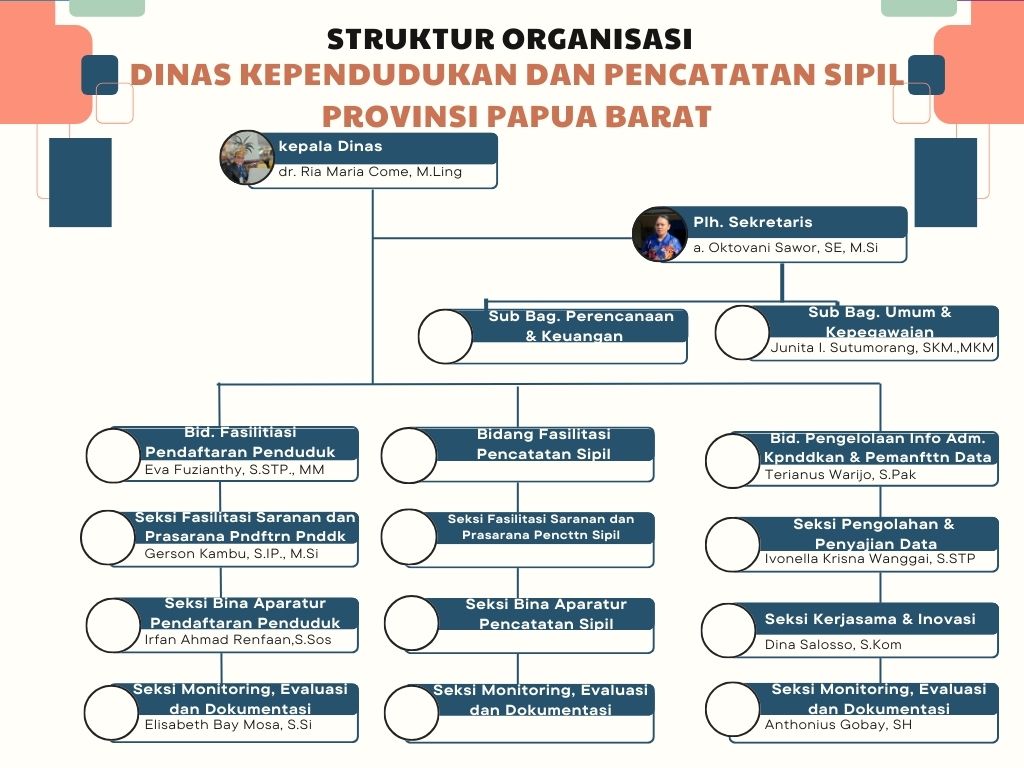 STRUKTUR ORGANISASI
DINAS KEPENDUDUKAN DAN PENCATATAN SIPIL
PROVINSI PAPUA BARAT
kepala Dinas
dr. Ria Maria Come, M.Ling
Plh. Sekretaris
a. Oktovani Sawor, SE, M.Si
Sub Bag. Perencanaan
& Keuangan
Sub Bag. Umum &
Kepegawaian
Junita I. Sutumorang, SKM.,MKM
Bid. Fasilitiasi
Pendaftaran Penduduk
Eva Fuzianthy, S.STP., MM
Seksi Fasilitasi Saranan dan
Prasarana Pndftrn Pnddk
Gerson Kambu, S.IP., M.Si
Seksi Bina Aparatur
Pendaftaran Penduduk
Irfan Ahmad Renfaan,S.Sos
Seksi Monitoring, Evaluasi
dan Dokumentasi
Elisabeth Bay Mosa, S.Si
Bidang Fasilitasi
Pencatatan Sipil
Seksi Fasilitasi Saranan dan
Prasarana Pencttn Sipil
Seksi Bina Aparatur
Pencatatan Sipil
Seksi Monitoring, Evaluasi
dan Dokumentasi
Bid. Pengelolaan Info Adm.
Kpnddkan & Pemanfttn Data
Terianus Warijo, S.Pak
Seksi Pengolahan &
Penyajian Data
Ivonella Krisna Wanggai, S.STP
Seksi Kerjasama & Inovasi
Dina Salosso, S.Kom
Seksi Monitoring, Evaluasi
dan Dokumentasi
Anthonius Gobay, SH